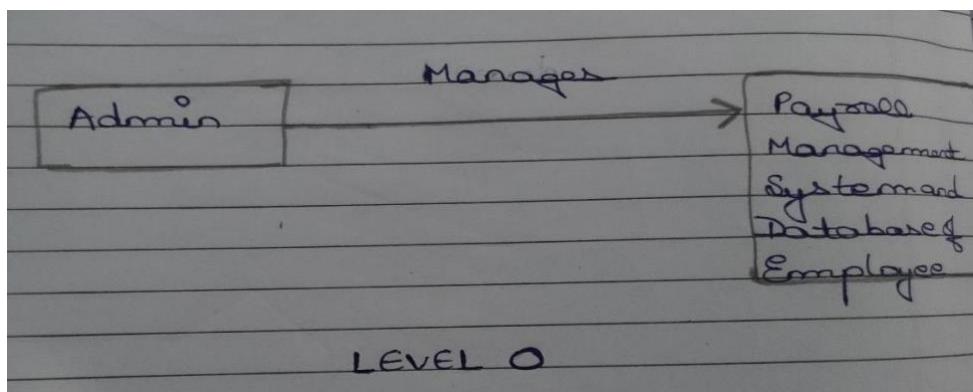 Manages
Admin
Payroll
Management
System and
Database of
Employee
LEVEL 0